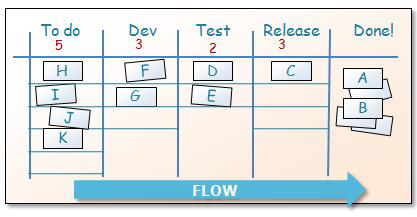 To do Dev Test Release Done!
5 3 2 3
H F D C A
I G E B
J
K
FLOW